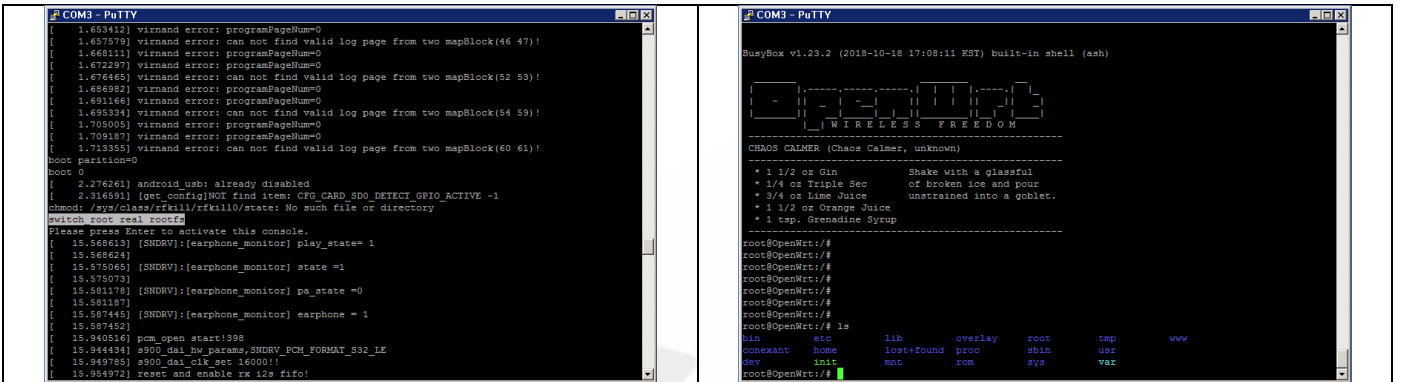 COM3 - PuTTY
[    1.653412] virnand error: programPageNum=0
[    1.657579] virnand error: can not find valid log page from two mapBlock(46 47)!
[    1.668111] virnand error: programPageNum=0
[    1.672297] virnand error: programPageNum=0
[    1.676465] virnand error: can not find valid log page from two mapBlock(52 53)!
[    1.686982] virnand error: programPageNum=0
[    1.691166] virnand error: programPageNum=0
[    1.695334] virnand error: can not find valid log page from two mapBlock(54 59)!
[    1.705005] virnand error: programPageNum=0
[    1.709187] virnand error: programPageNum=0
[    1.713355] virnand error: can not find valid log page from two mapBlock(60 61)!
boot parition=0
boot 0
[    2.276261] android_usb: already disabled
[    2.316591] [get_config]NOT find item: CFG_CARD_SD0_DETECT_GPIO_ACTIVE -1
chmod: /sys/class/rfkill/rfkill0/state: No such file or directory
switch root real rootfs
Please press Enter to activate this console.
[   15.568613] [SNDRV]:[earphone_monitor] play_state= 1
[   15.568624]
[   15.575065] [SNDRV]:[earphone_monitor] state =1
[   15.575073]
[   15.581178] [SNDRV]:[earphone_monitor] pa_state =0
[   15.581187]
[   15.587445] [SNDRV]:[earphone_monitor] earphone = 1
[   15.587452]
[   15.940516] pcm_open start!398
[   15.944434] s900_dai_hw_params,SNDRV_PCM_FORMAT_S32_LE
[   15.949785] s900_dai_clk_set 16000!!
[   15.954972] reset and enable rx i2s fifo!
COM3 - PuTTY
BusyBox v1.23.2 (2018-10-18 17:08:11 KST) built-in shell (ash)
OpenWrt
W I R E L E S S   F R E E D O M
CHAOS CALMER (Chaos Calmer, unknown)
* 1 1/2 oz Gin            Shake with a glassful
* 1/4 oz Triple Sec       of broken ice and pour
* 3/4 oz Lime Juice       unstrained into a goblet.
* 1 1/2 oz Orange Juice
* 1 tsp. Grenadine Syrup
root@OpenWrt:/#
root@OpenWrt:/#
root@OpenWrt:/#
root@OpenWrt:/#
root@OpenWrt:/#
root@OpenWrt:/#
root@OpenWrt:/#
root@OpenWrt:/# ls
bin         etc         lib         overlay     root        tmp         www
conexant    home        lost+found  proc        sbin        usr
dev         init        mnt         rom         sys         var
root@OpenWrt:/#